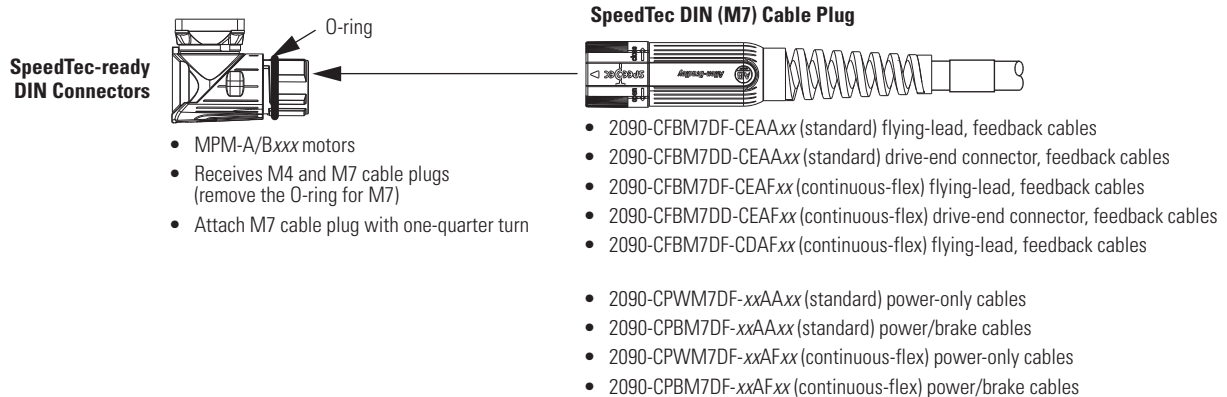 SpeedTec DIN (M7) Cable Plug
O-ring
SpeedTec-ready
DIN Connectors
SPEEDTEC
Allen-Bradley
AB
• MPM-A/Bxxx motors
• Receives M4 and M7 cable plugs
(remove the O-ring for M7)
• Attach M7 cable plug with one-quarter turn
• 2090-CFBM7DF-CEAAxx (standard) flying-lead, feedback cables
• 2090-CFBM7DD-CEAAxx (standard) drive-end connector, feedback cables
• 2090-CFBM7DF-CEAFxx (continuous-flex) flying-lead, feedback cables
• 2090-CFBM7DD-CEAFxx (continuous-flex) drive-end connector, feedback cables
• 2090-CFBM7DF-CDAFxx (continuous-flex) flying-lead, feedback cables
• 2090-CPWM7DF-xxAAxx (standard) power-only cables
• 2090-CPBM7DF-xxAAxx (standard) power/brake cables
• 2090-CPWM7DF-xxAFxx (continuous-flex) power-only cables
• 2090-CPBM7DF-xxAFxx (continuous-flex) power/brake cables